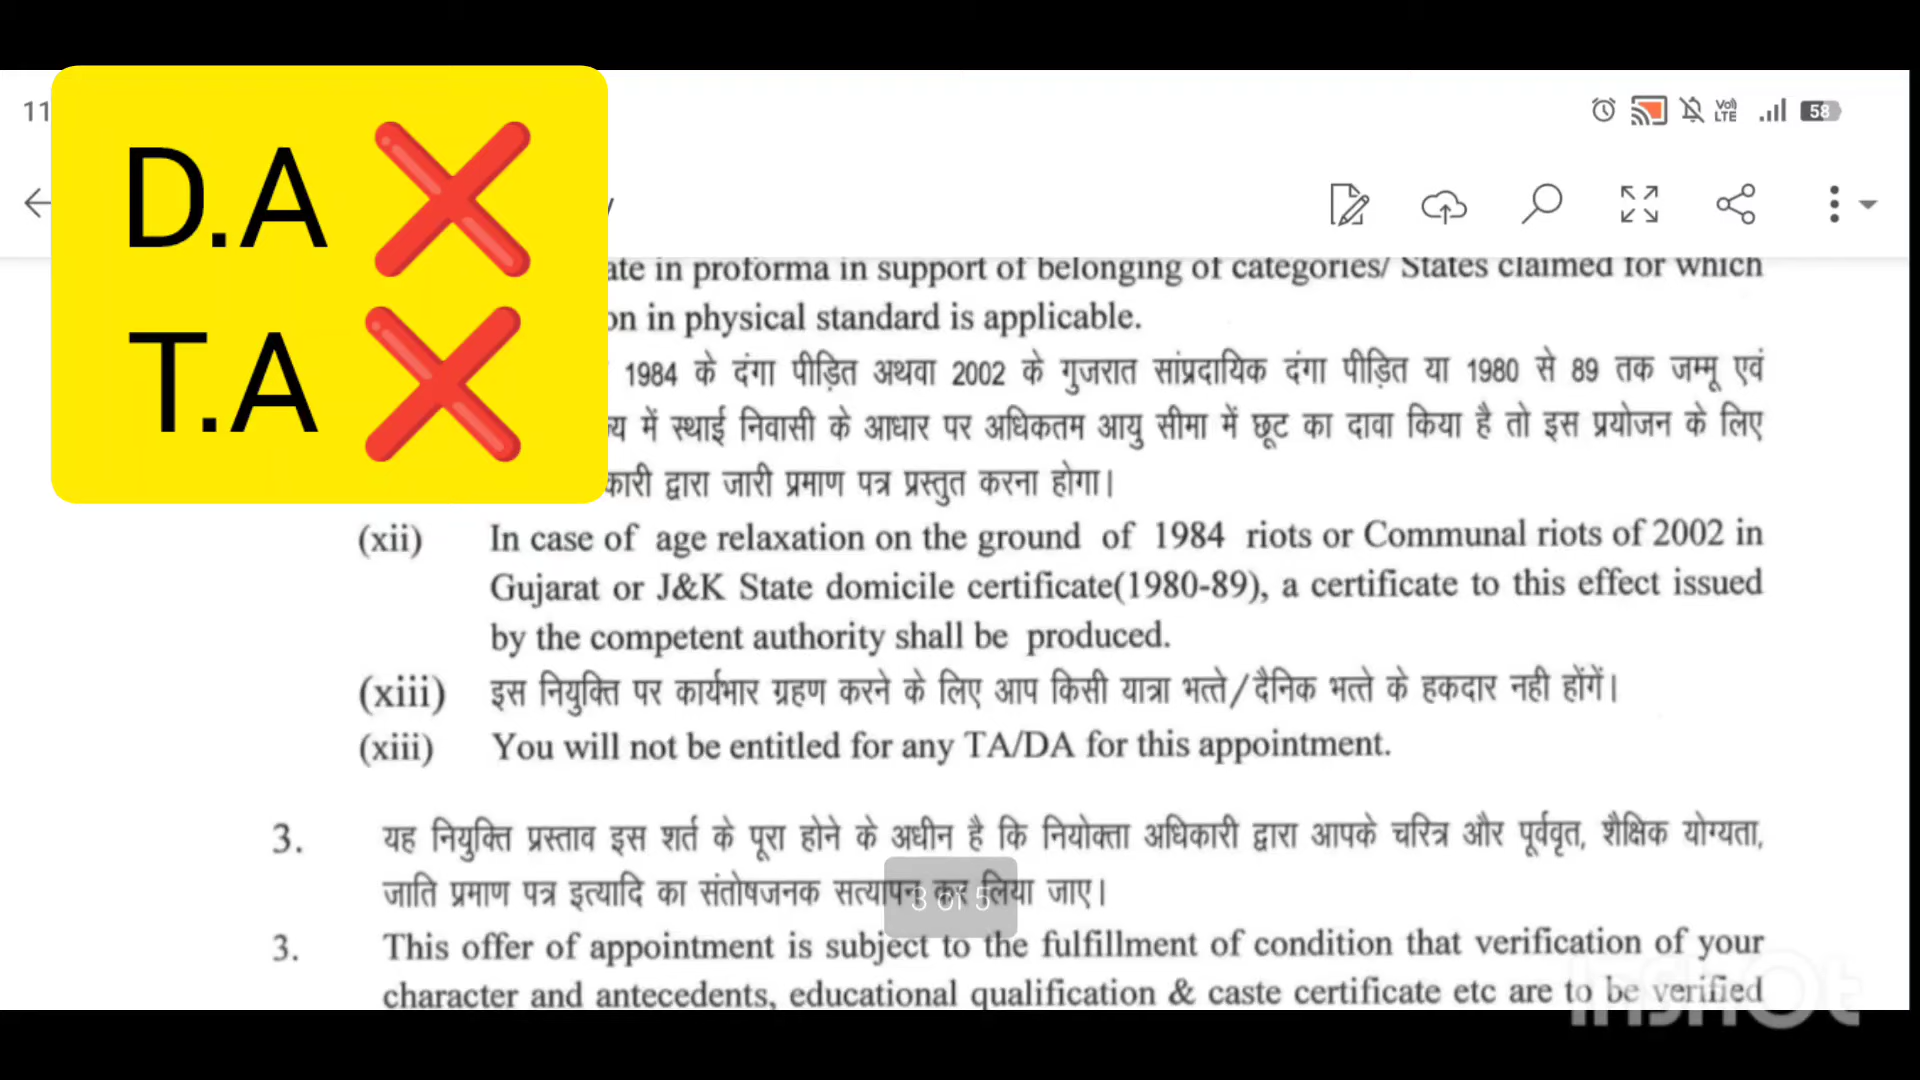 11
D.A
T.A
Vol)
LTE
58
in proforma in support of belonging of categories/ States claimed for which
in physical standard is applicable.
1984 के दंगा पीड़ित अथवा 2002 के गुजरात सांप्रदायिक दंगा पीड़ित या 1980 से 89 तक जम्मू एवं
में स्थाई निवासी के आधार पर अधिकतम आयु सीमा में छूट का दावा किया है तो इस प्रयोजन के लिए
द्वारा जारी प्रमाण पत्र प्रस्तुत करना होगा।
(xii) In case of age relaxation on the ground of 1984 riots or Communal riots of 2002 in
Gujarat or J&K State domicile certificate(1980-89), a certificate to this effect issued
by the competent authority shall be produced.
(xiii) इस नियुक्ति पर कार्यभार ग्रहण करने के लिए आप किसी यात्रा भत्ते/दैनिक भत्ते के हकदार नही होंगें।
(xiii) You will not be entitled for any TA/DA for this appointment.
3. यह नियुक्ति प्रस्ताव इस शर्त के पूरा होने के अधीन है कि नियोक्ता अधिकारी द्वारा आपके चरित्र और पूर्ववृत, शैक्षिक योग्यता,
जाति प्रमाण पत्र इत्यादि का संतोषजनक सत्यापन कर लिया जाए।
3 of 5
3. This offer of appointment is subject to the fulfillment of condition that verification of your
character and antecedents, educational qualification & caste certificate etc are to be verified
InShOt